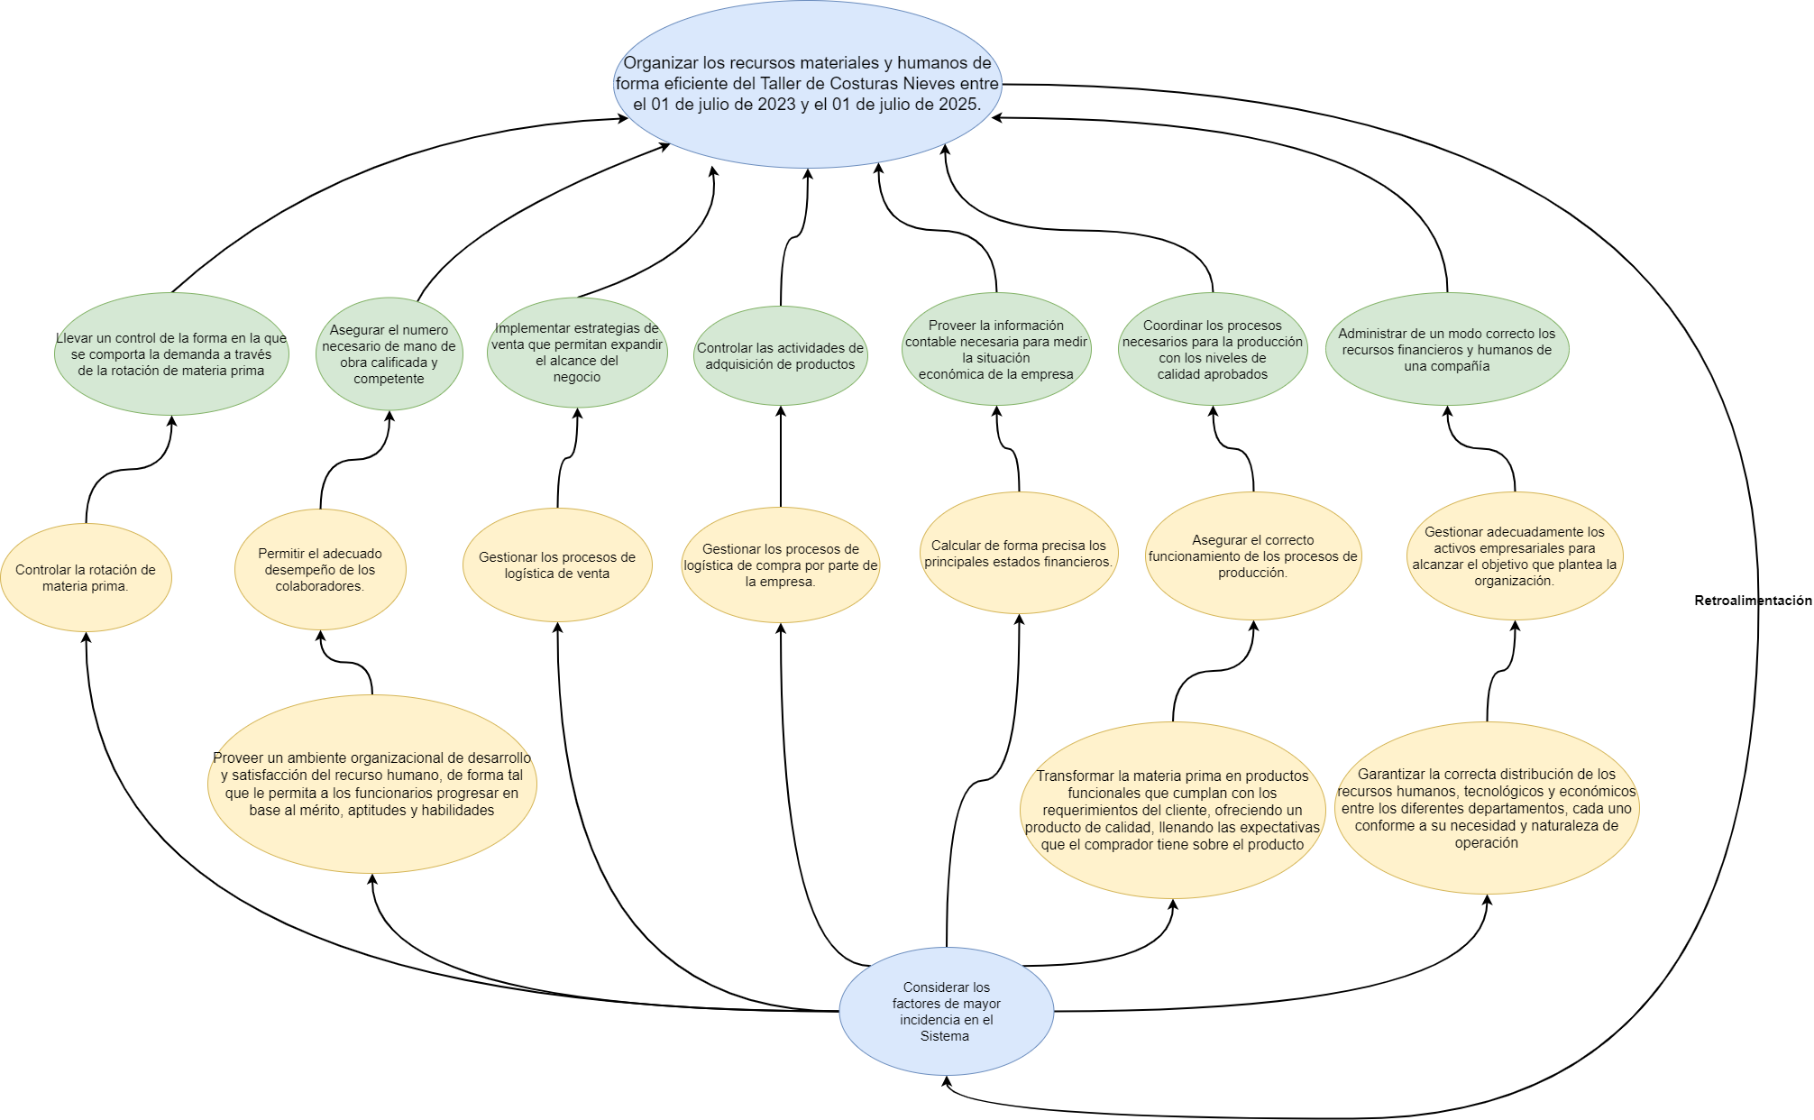 Organizar los recursos materiales y humanos de
forma eficiente del Taller de Costuras Nieves entre
el 01 de julio de 2023 y el 01 de julio de 2025.
Llevar un control de la forma en la que
se comporta la demanda a través
de la rotación de materia prima
Asegurar el numero
necesario de mano de
obra calificada y
competente
Implementar estrategias de
venta que permitan expandir
el alcance del
negocio
Controlar las actividades de
adquisición de productos
Proveer la información
contable necesaria para medir
la situación
económica de la empresa
Coordinar los procesos
necesarios para la producción
con los niveles de
calidad aprobados
Administrar de un modo correcto los
recursos financieros y humanos de
una compañía
Controlar la rotación de
materia prima.
Permitir el adecuado
desempeño de los
colaboradores.
Gestionar los procesos de
logística de venta
Gestionar los procesos de
logística de compra por parte de
la empresa.
Calcular de forma precisa los
principales estados financieros.
Asegurar el correcto
funcionamiento de los procesos de
producción.
Gestionar adecuadamente los
activos empresariales para
alcanzar el objetivo que plantea la
organización.
Retroalimentación
Proveer un ambiente organizacional de desarrollo
y satisfacción del recurso humano, de forma tal
que le permita a los funcionarios progresar en
base al mérito, aptitudes y habilidades
Transformar la materia prima en productos
funcionales que cumplan con los
requerimientos del cliente, ofreciendo un
producto de calidad, llenando las expectativas
que el comprador tiene sobre el producto
Garantizar la correcta distribución de los
recursos humanos, tecnológicos y económicos
entre los diferentes departamentos, cada uno
conforme a su necesidad y naturaleza de
operación
Considerar los
factores de mayor
incidencia en el
Sistema